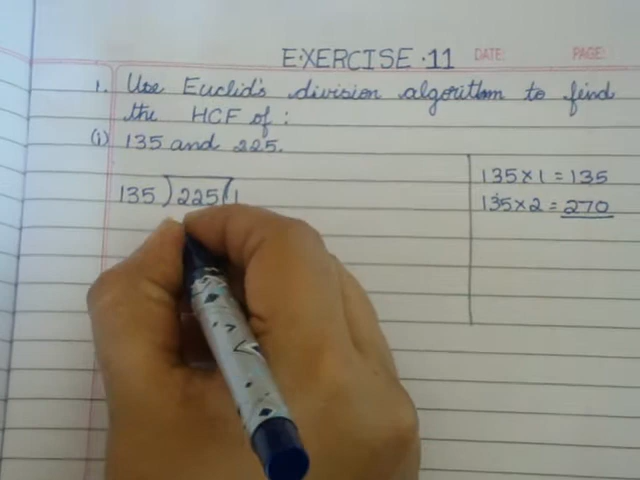 E.XERCISE.11 DATE: PAGE:
1. Use Euclid's division algorithm to find
the HCF of:
(i) 135 and 225.
135)225(1
135×1=135
135×2=270